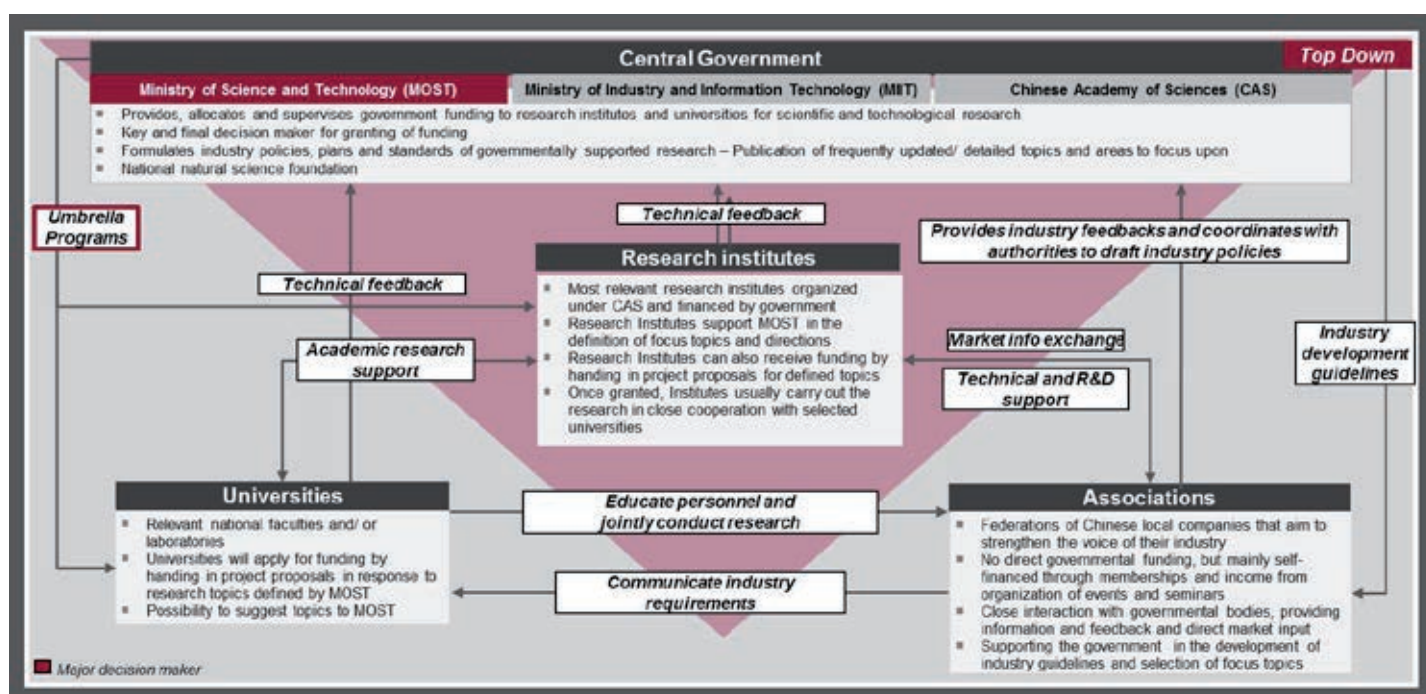 Central Government
Top Down
Ministry of Science and Technology (MOST)
Ministry of Industry and Information Technology (MIIT)
Chinese Academy of Sciences (CAS)
Provides, allocates and supervises government funding to research institutes and universities for scientific and technological research
Key and final decision maker for granting of funding
Formulates industry policies, plans and standards of governmentally supported research – Publication of frequently updated/ detailed topics and areas to focus upon
National natural science foundation
Umbrella
Programs
Technical feedback
Technical feedback
Provides industry feedbacks and coordinates with
authorities to draft industry policies
Research institutes
Most relevant research institutes organized
under CAS and financed by government
Research Institutes support MOST in the
definition of focus topics and directions
Research Institutes can also receive funding by
handing in project proposals for defined topics
Once granted, Institutes usually carry out the
research in close cooperation with selected
universities
Academic research
support
Market info exchange
Technical and R&D
support
Industry
development
guidelines
Universities
Relevant national faculties and/ or
laboratories
Universities will apply for funding by
handing in project proposals in response to
research topics defined by MOST
Possibility to suggest topics to MOST
Educate personnel and
jointly conduct research
Communicate industry
requirements
Associations
Federations of Chinese local companies that aim to
strengthen the voice of their industry
No direct governmental funding, but mainly self-
financed through memberships and income from
organization of events and seminars
Close interaction with governmental bodies, providing
information and feedback and direct market input
Supporting the government in the development of
industry guidelines and selection of focus topics
Major decision maker